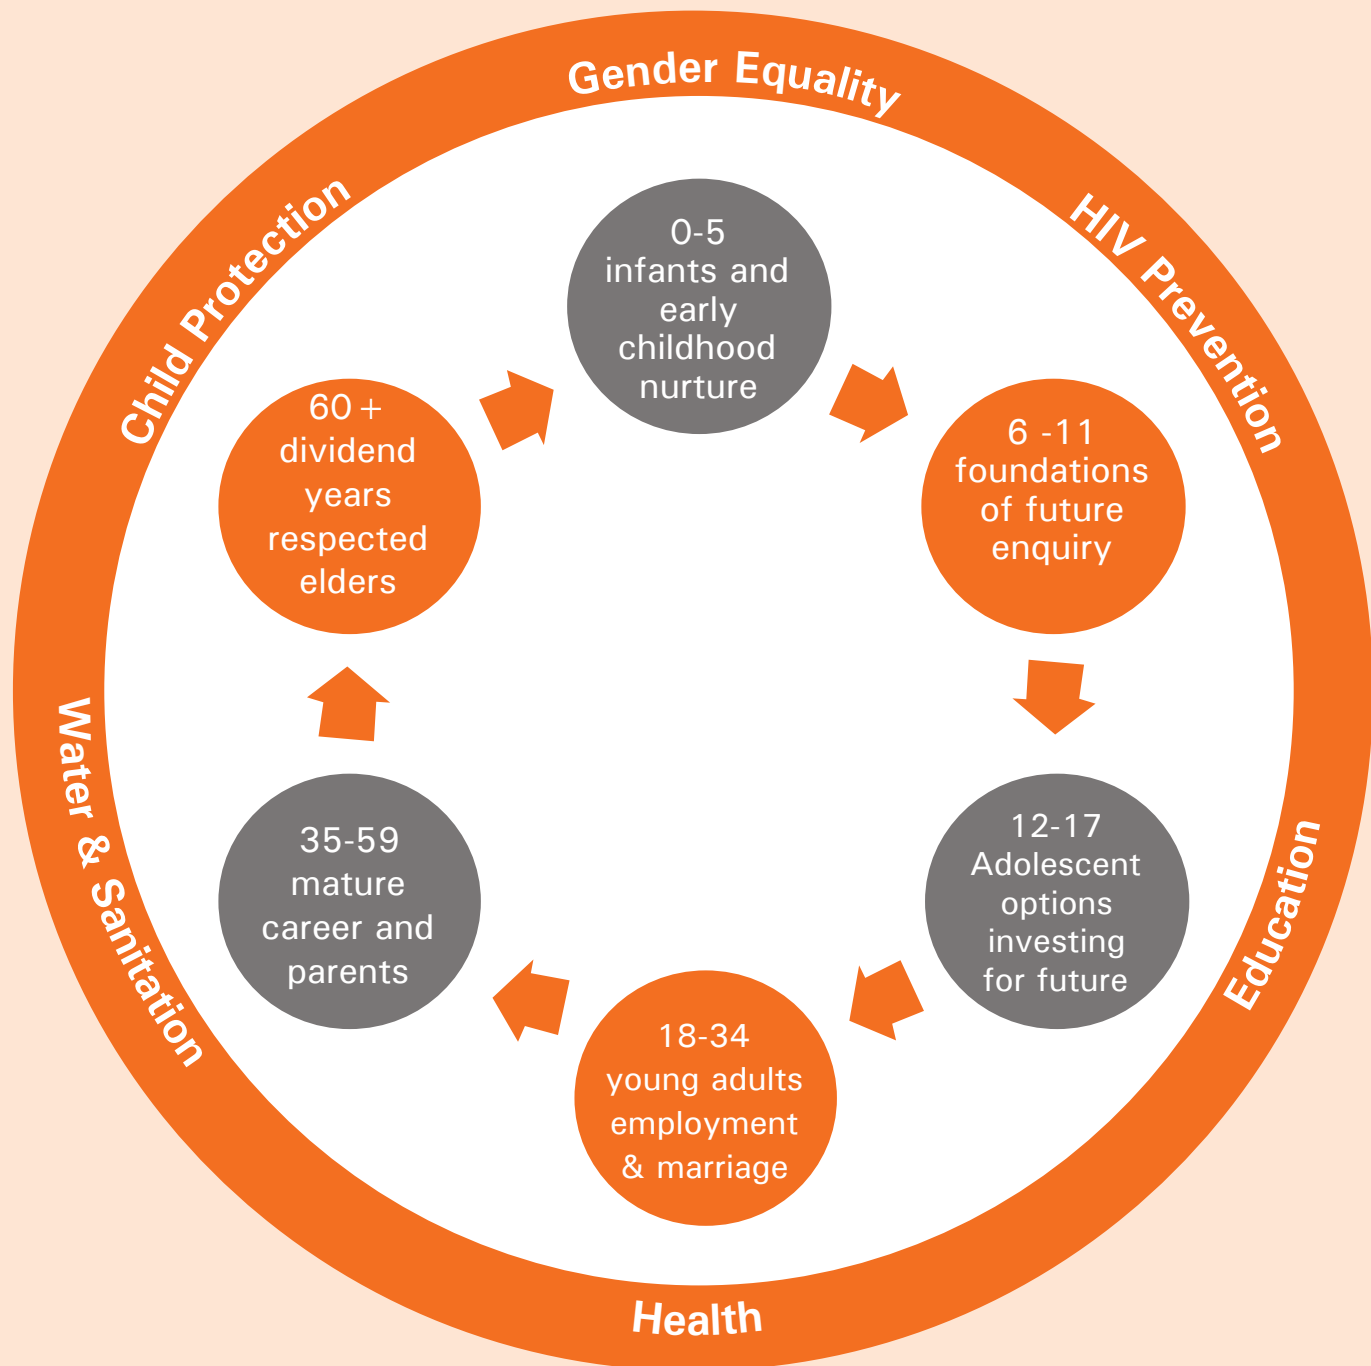 Gender Equality
HIV Prevention
Education
Health
Water & Sanitation
Child Protection
0-5
infants and
early
childhood
nurture
6 -11
foundations
of future
enquiry
12-17
Adolescent
options
investing
for future
18-34
young adults
employment
& marriage
35-59
mature
career and
parents
60+
dividend
years
respected
elders